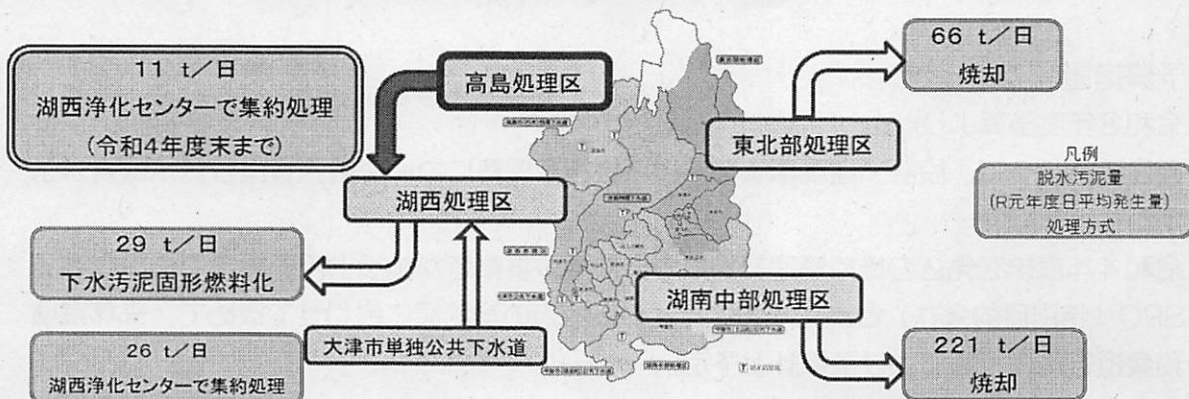 11 t/日
湖西浄化センターで集約処理
(令和4年度末まで)
高島処理区
66 t/日
焼却
東北部処理区
凡例
脱水汚泥量
(R元年度日平均発生量)
処理方式
湖西処理区
29 t/日
下水汚泥固形燃料化
湖南中部処理区
大津市単独公共下水道
26 t/日
湖西浄化センターで集約処理
221 t/日
焼却